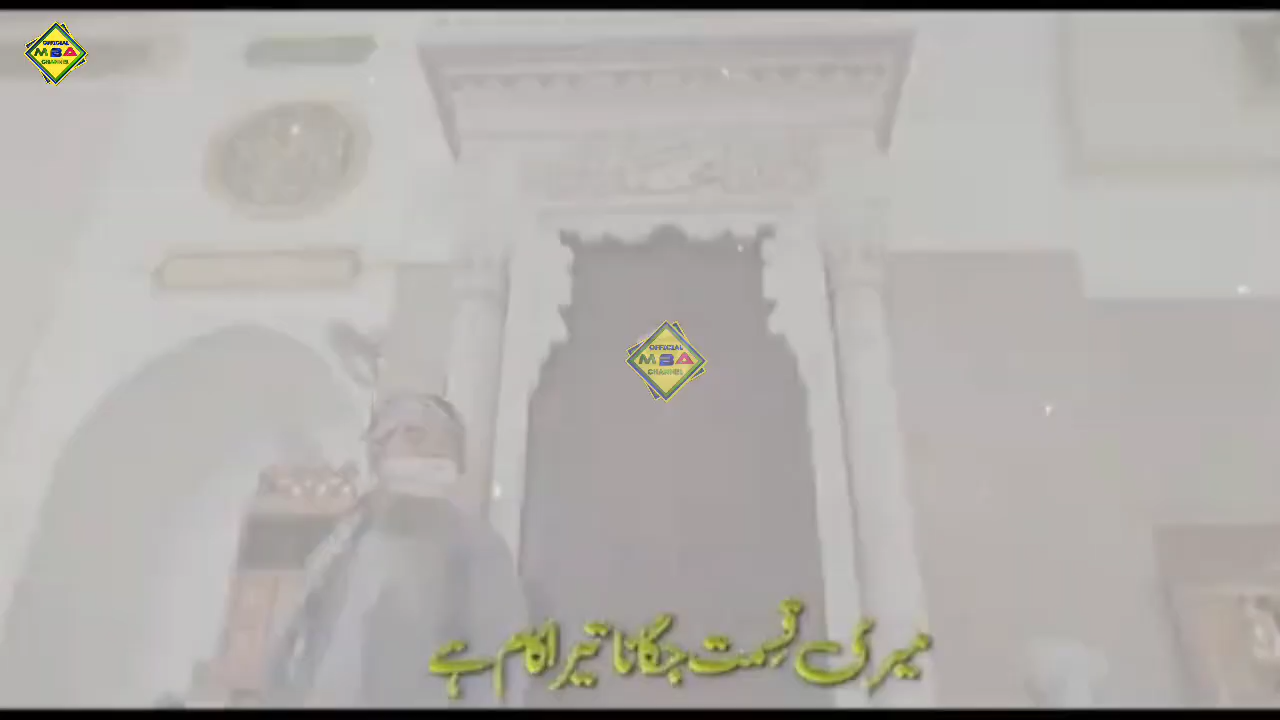 OFFICIAL
MBA
CHANNEL
OFFICIAL
MBA
CHANNEL
میری قسمت جگانا تیرا کام ہے